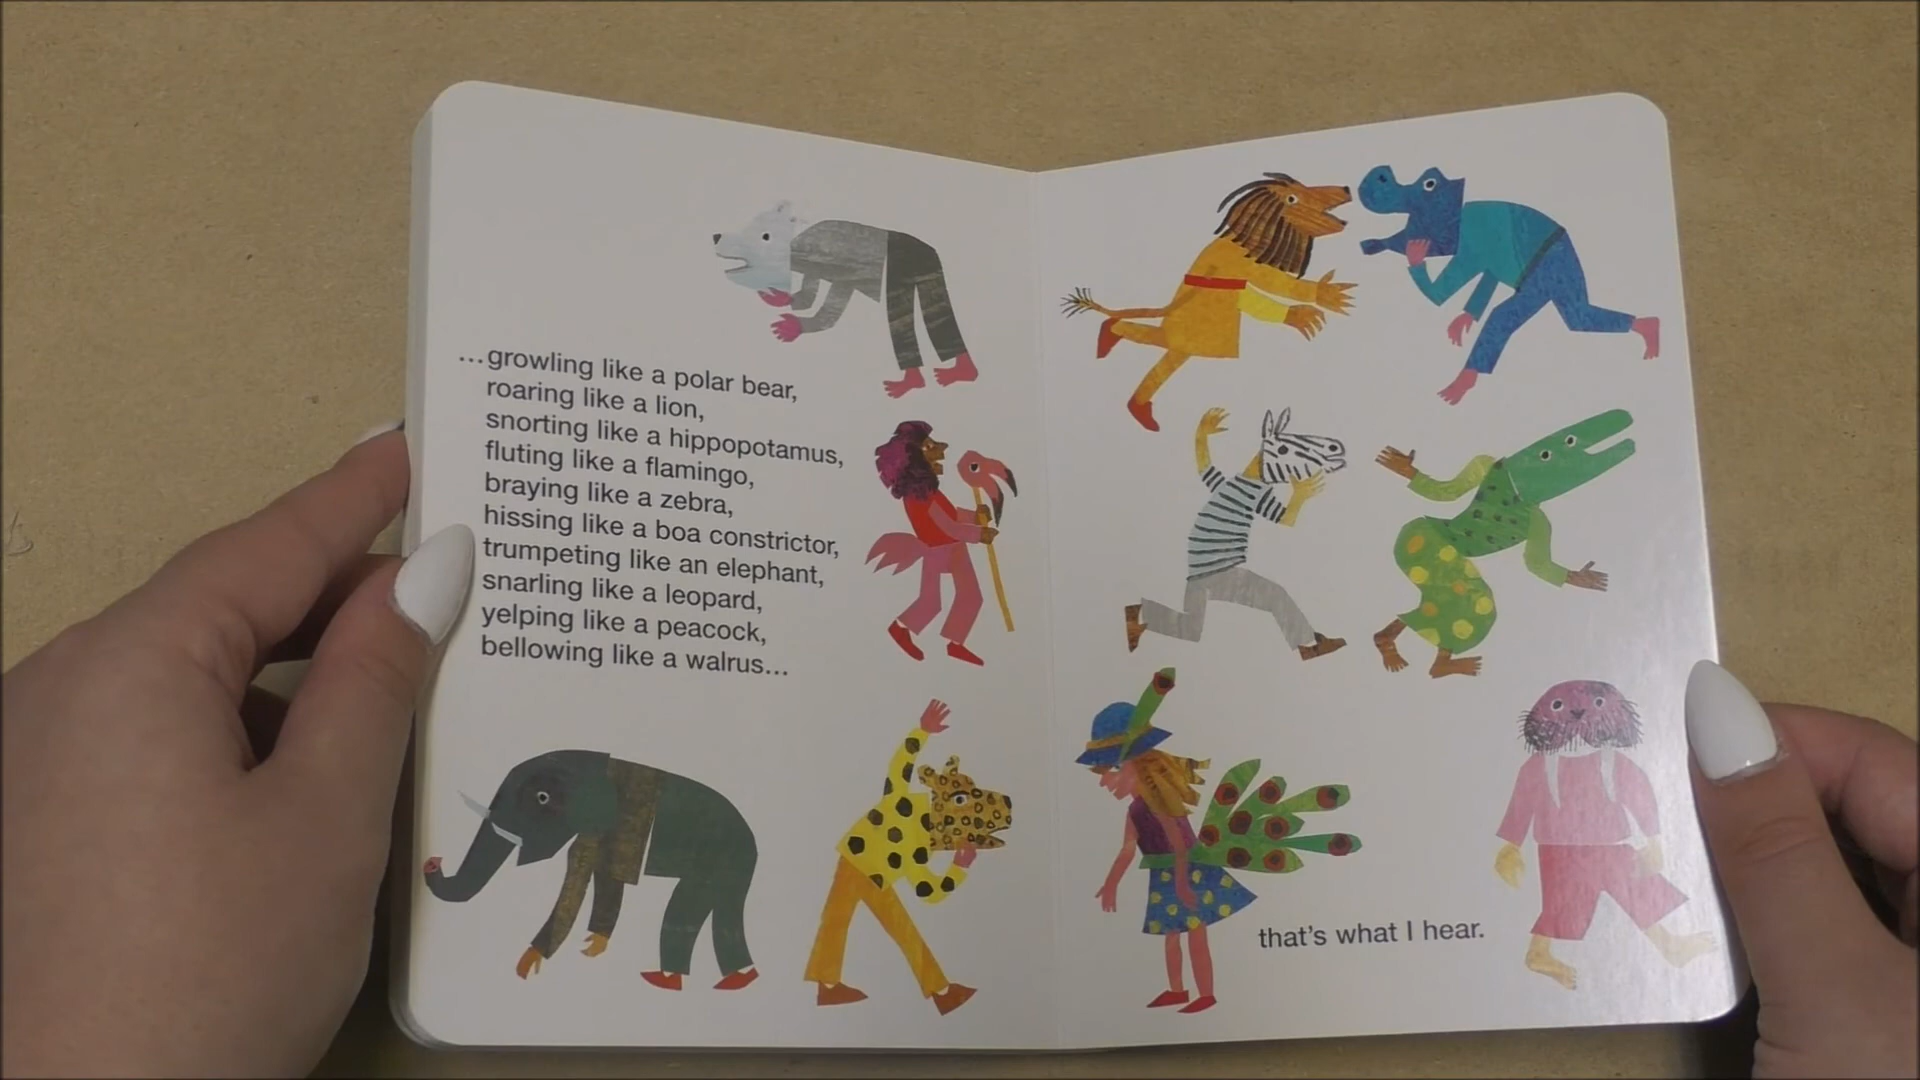 ...growling like a polar bear,
roaring like a lion,
snorting like a hippopotamus,
fluting like a flamingo,
braying like a zebra,
hissing like a boa constrictor,
trumpeting like an elephant,
snarling like a leopard,
yelping like a peacock,
bellowing like a walrus...
that's what I hear.